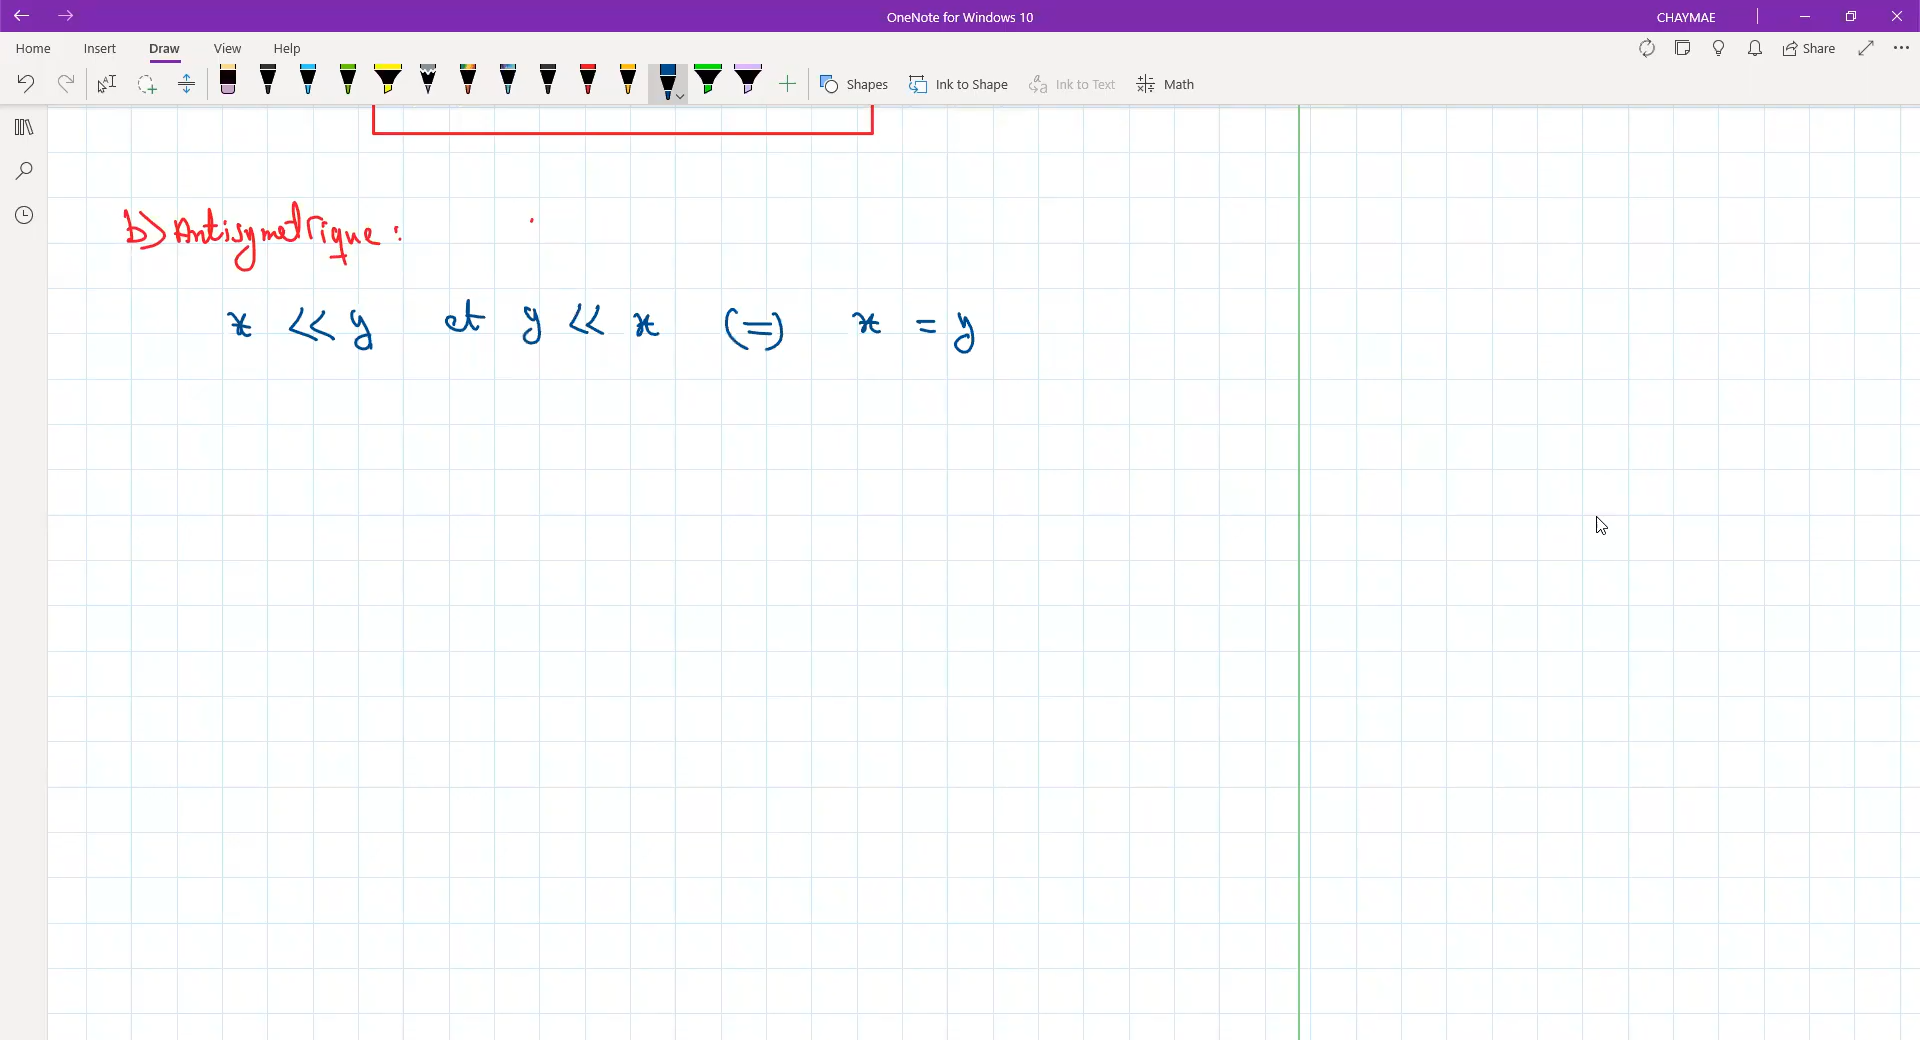 OneNote for Windows 10 CHAYMAE
Home Insert Draw View Help Share
Shapes Ink to Shape Ink to Text Math
b) Antisymetrique :
x << y et y << x (=) x = y